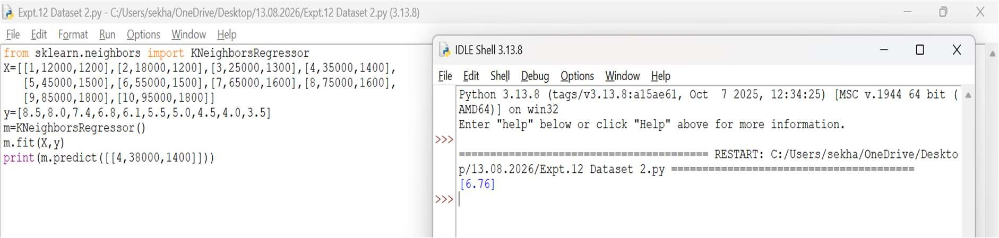 Expt.12 Dataset 2.py - C:/Users/sekha/OneDrive/Desktop/13.08.2026/Expt.12 Dataset 2.py (3.13.8)
File Edit Format Run Options Window Help
from sklearn.neighbors import KNeighborsRegressor
X=[[1,12000,1200],[2,18000,1200],[3,25000,1300],[4,35000,1400],
[5,45000,1500],[6,55000,1500],[7,65000,1600],[8,75000,1600],
[9,85000,1800],[10,95000,1800]]
y=[8.5,8.0,7.4,6.8,6.1,5.5,5.0,4.5,4.0,3.5]
m=KNeighborsRegressor()
m.fit(X,y)
print(m.predict([[4,38000,1400]]))
IDLE Shell 3.13.8
File Edit Shell Debug Options Window Help
Python 3.13.8 (tags/v3.13.8:a15ae61, Oct  7 2025, 12:34:25) [MSC v.1944 64 bit (
AMD64)] on win32
Enter "help" below or click "Help" above for more information.
>>>
======================================== RESTART: C:/Users/sekha/OneDrive/Deskto
p/13.08.2026/Expt.12 Dataset 2.py =======================================
[6.76]
>>>